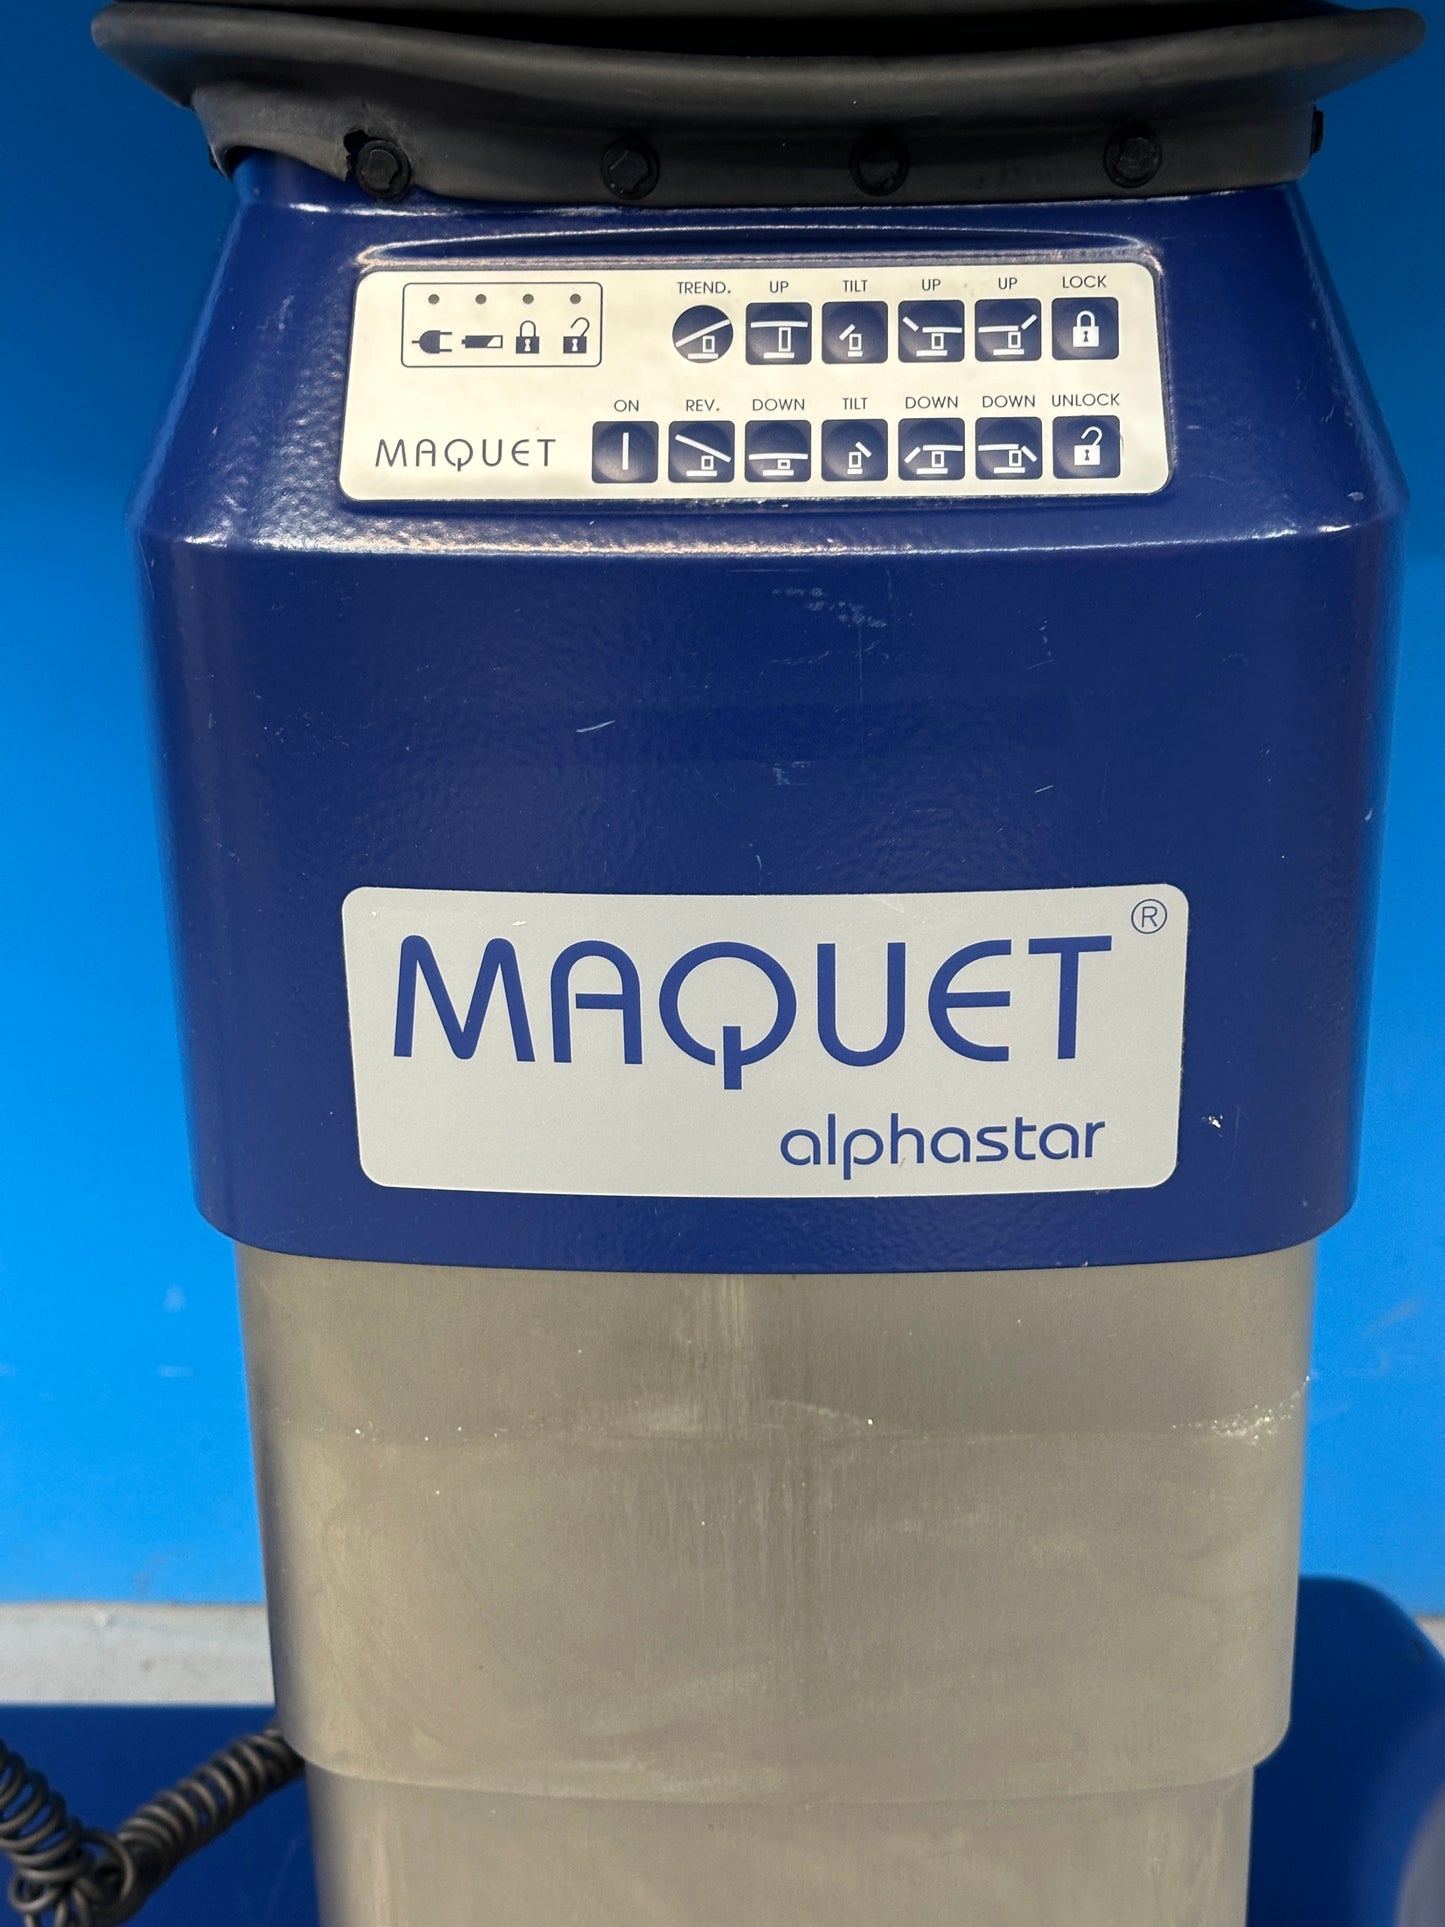 TREND. UP TILT UP UP LOCK
ON REV. DOWN TILT DOWN DOWN UNLOCK
MAQUET
MAQUET®
alphastar